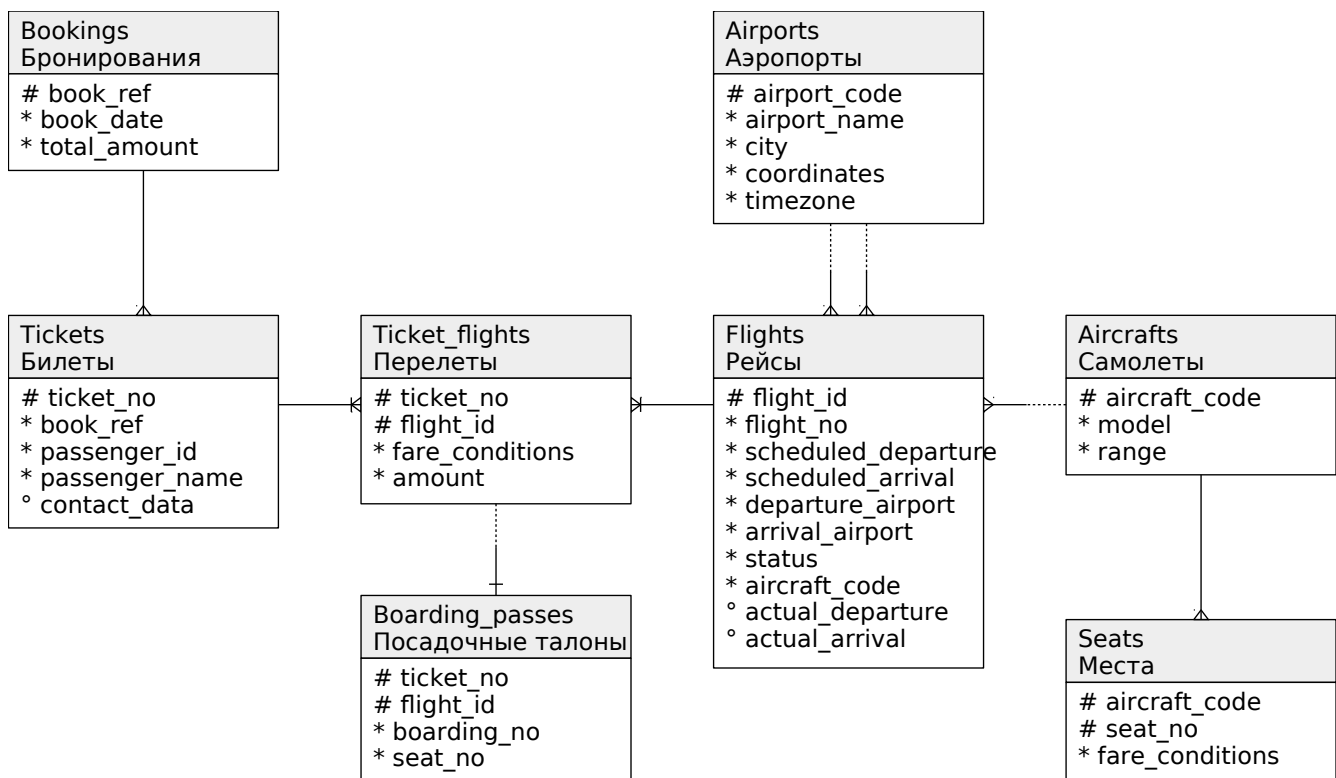 Bookings
Бронирования
# book_ref
* book_date
* total_amount
Airports
Аэропорты
# airport_code
* airport_name
* city
* coordinates
* timezone
Tickets
Билеты
# ticket_no
* book_ref
* passenger_id
* passenger_name
° contact_data
Ticket_flights
Перелеты
# ticket_no
# flight_id
* fare_conditions
* amount
Flights
Рейсы
# flight_id
* flight_no
* scheduled_departure
* scheduled_arrival
* departure_airport
* arrival_airport
* status
* aircraft_code
° actual_departure
° actual_arrival
Aircrafts
Самолеты
# aircraft_code
* model
* range
Boarding_passes
Посадочные талоны
# ticket_no
# flight_id
* boarding_no
* seat_no
Seats
Места
# aircraft_code
# seat_no
* fare_conditions